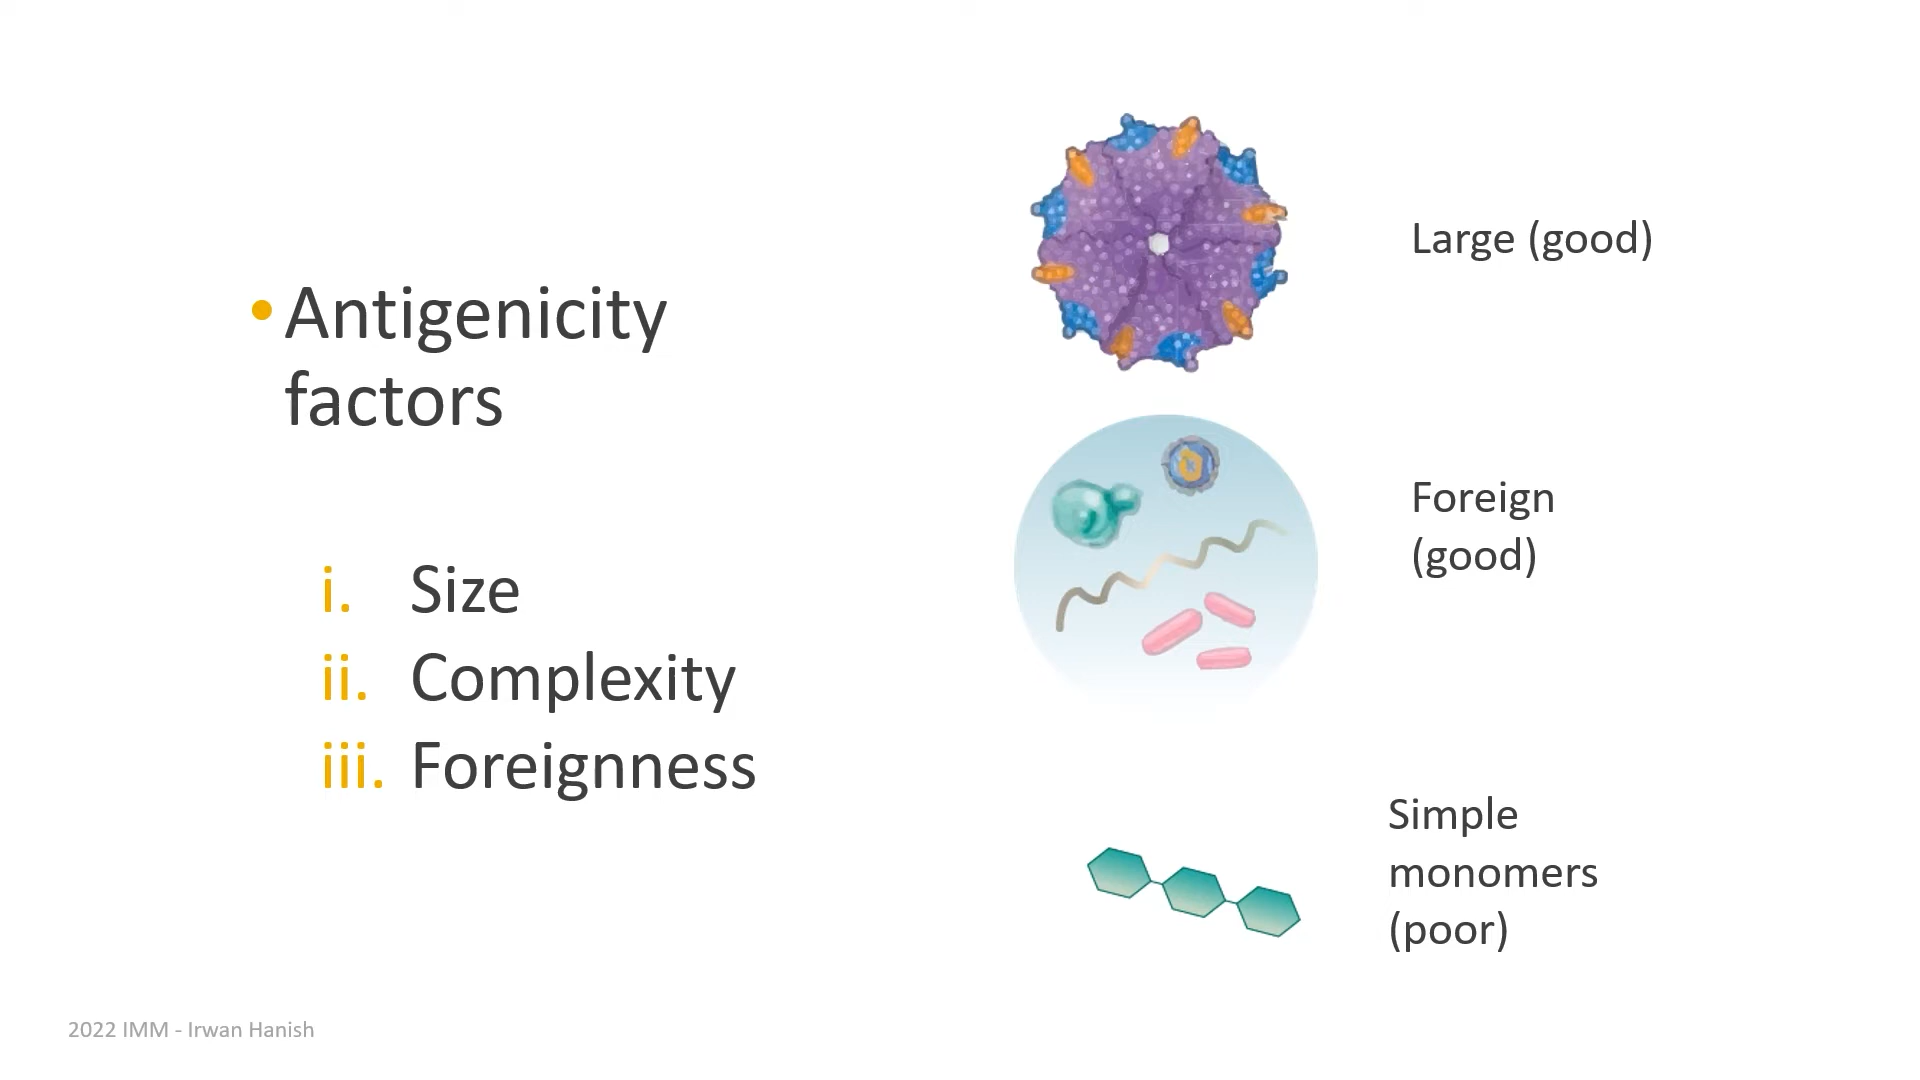 • Antigenicity
factors
i. Size
ii. Complexity
iii. Foreignness
Large (good)
Foreign
(good)
Simple
monomers
(poor)
2022 IMM - Irwan Hanish